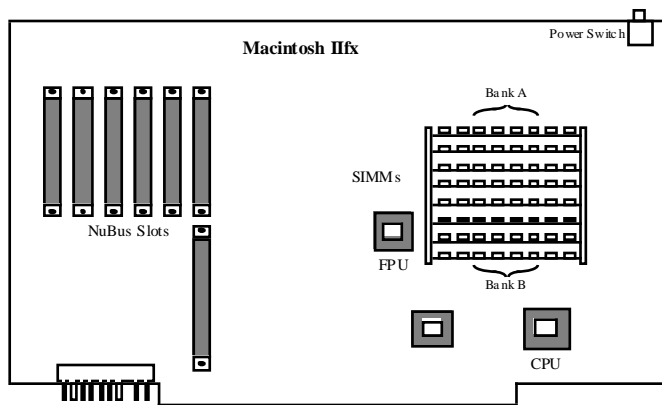 Power Switch
Macintosh IIfx
Bank A
SIMMs
NuBus Slots
FPU
Bank B
CPU